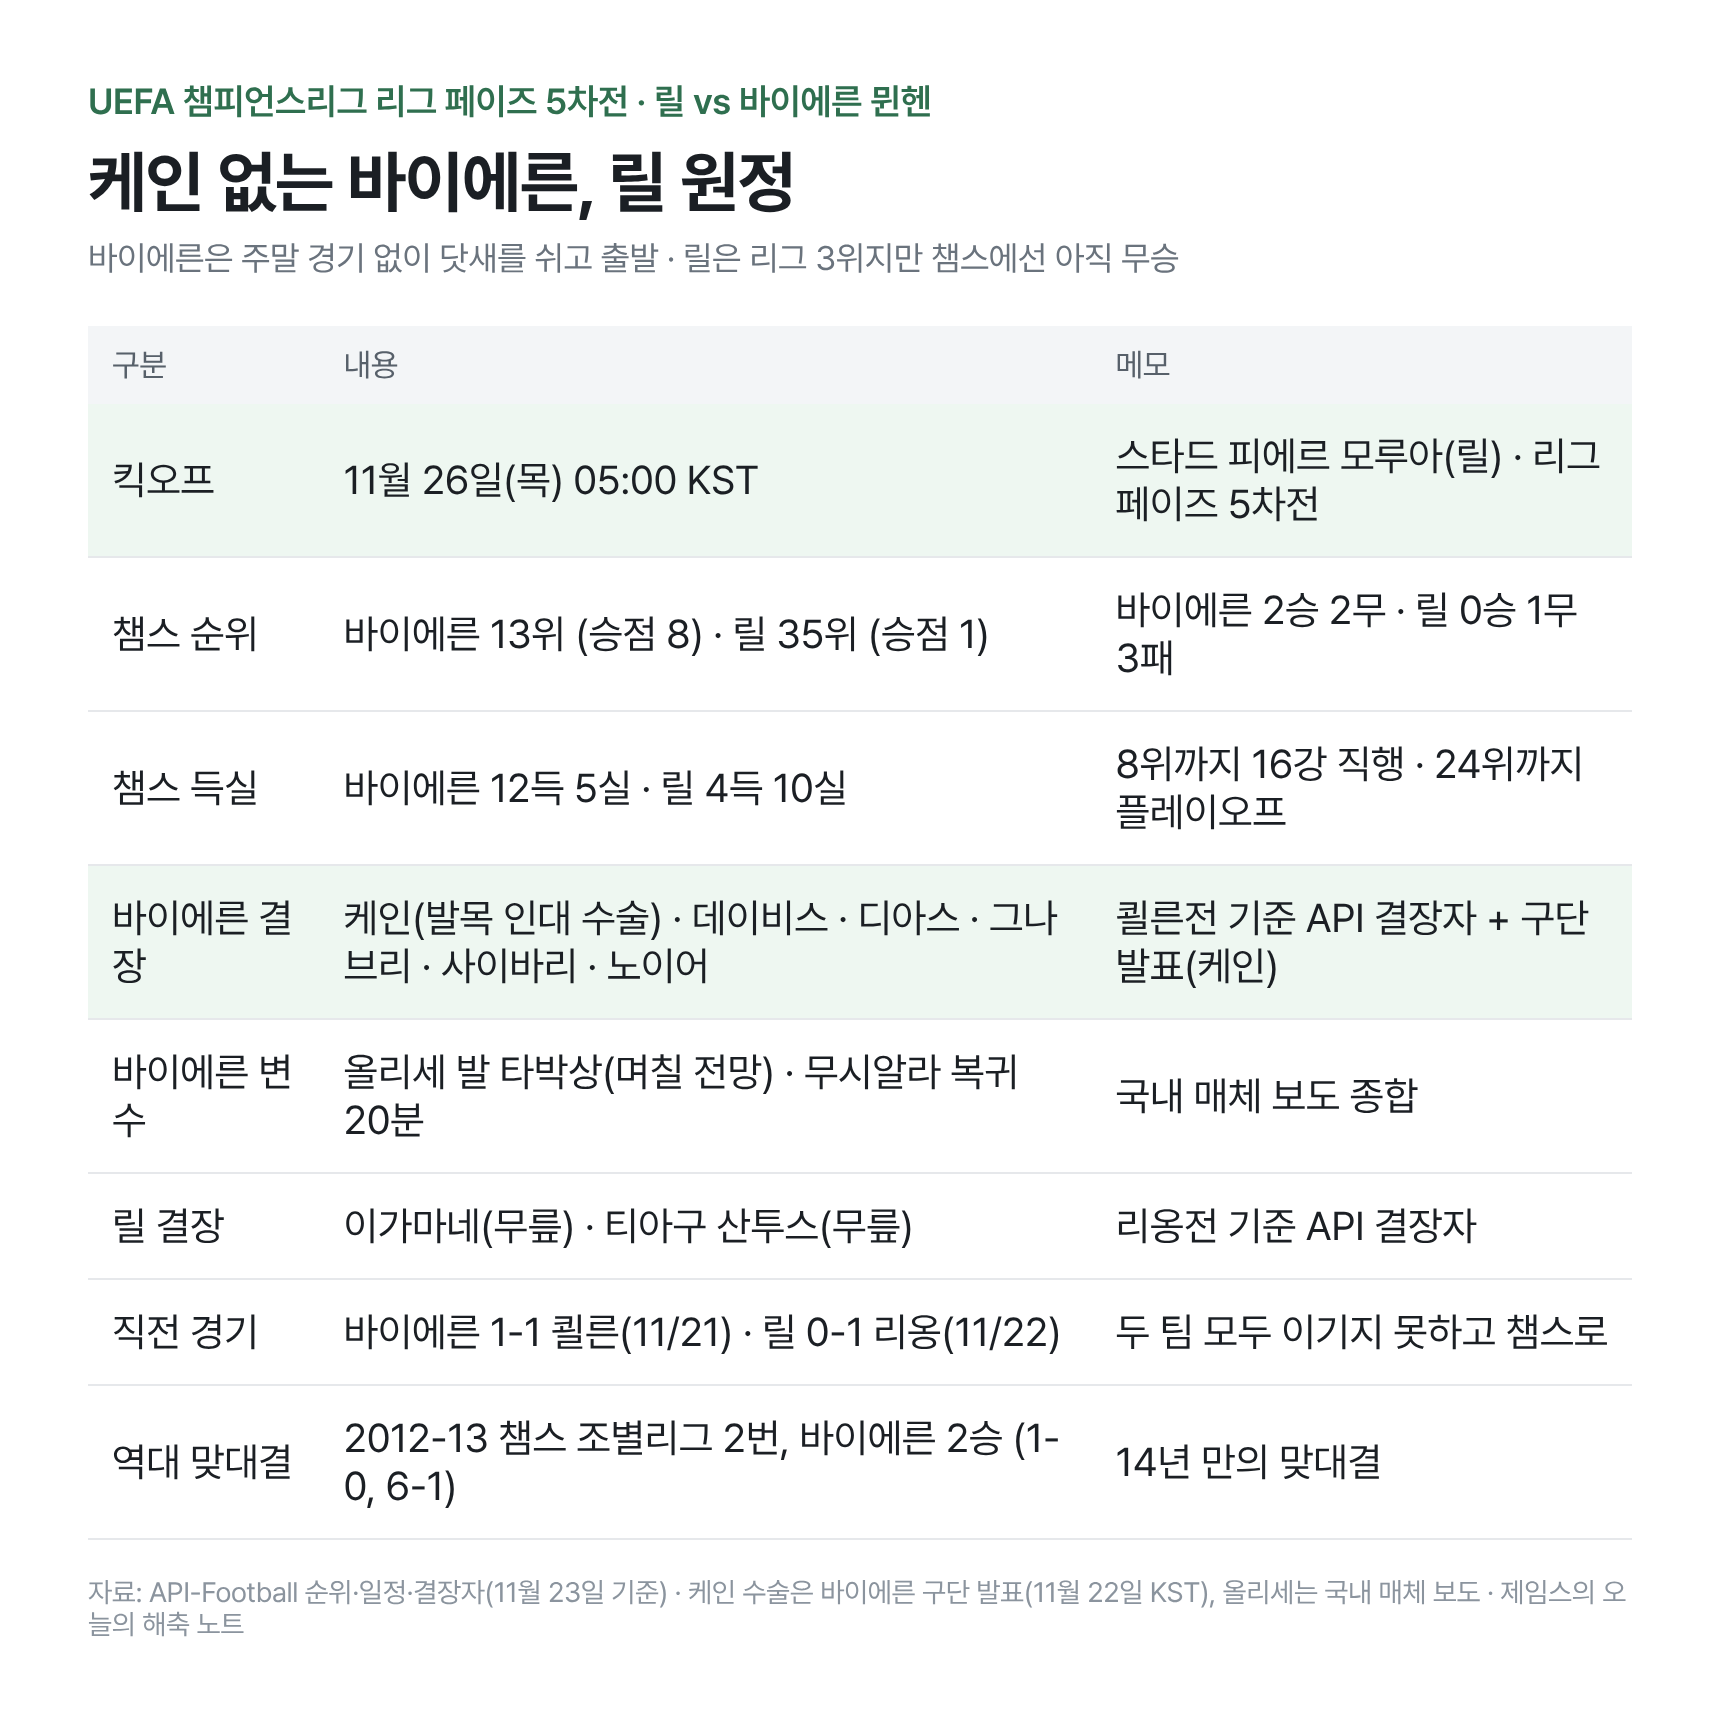 UEFA 챔피언스리그 리그 페이즈 5차전 · 릴 vs 바이에른 뮌헨
케인 없는 바이에른, 릴 원정
바이에른은 주말 경기 없이 닷새를 쉬고 출발 · 릴은 리그 3위지만 챔스에선 아직 무승
구분 내용 메모
킥오프 11월 26일(목) 05:00 KST 스타드 피에르 모루아(릴) · 리그
페이즈 5차전
챔스 순위 바이에른 13위 (승점 8) · 릴 35위 (승점 1) 바이에른 2승 2무 · 릴 0승 1무
3패
챔스 득실 바이에른 12득 5실 · 릴 4득 10실 8위까지 16강 직행 · 24위까지
플레이오프
바이에른 결
장
케인(발목 인대 수술) · 데이비스 · 디아스 · 그나
브리 · 사이바리 · 노이어
쾰른전 기준 API 결장자 + 구단
발표(케인)
바이에른 변
수
올리세 발 타박상(며칠 전망) · 무시알라 복귀
20분
국내 매체 보도 종합
릴 결장 이가마네(무릎) · 티아구 산투스(무릎) 리옹전 기준 API 결장자
직전 경기 바이에른 1-1 쾰른(11/21) · 릴 0-1 리옹(11/22) 두 팀 모두 이기지 못하고 챔스로
역대 맞대결 2012-13 챔스 조별리그 2번, 바이에른 2승 (1-
0, 6-1)
14년 만의 맞대결
자료: API-Football 순위·일정·결장자(11월 23일 기준) · 케인 수술은 바이에른 구단 발표(11월 22일 KST), 올리세는 국내 매체 보도 · 제임스의 오
늘의 해축 노트